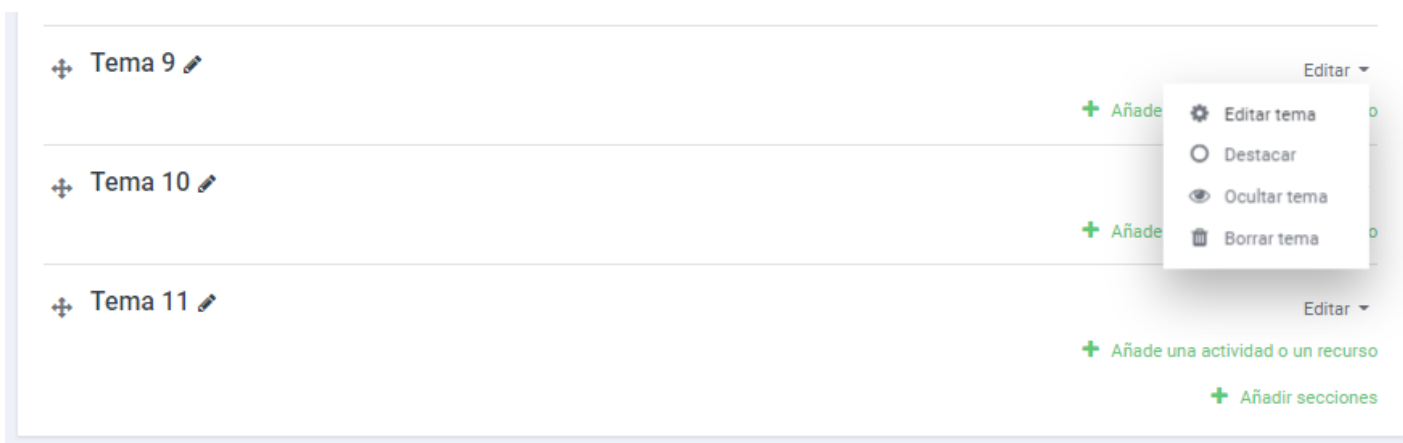 Tema 9
Editar
Añade
o
Editar tema
Destacar
Tema 10
Ocultar tema
Añade
o
Borrar tema
Tema 11
Editar
Añade una actividad o un recurso
Añadir secciones